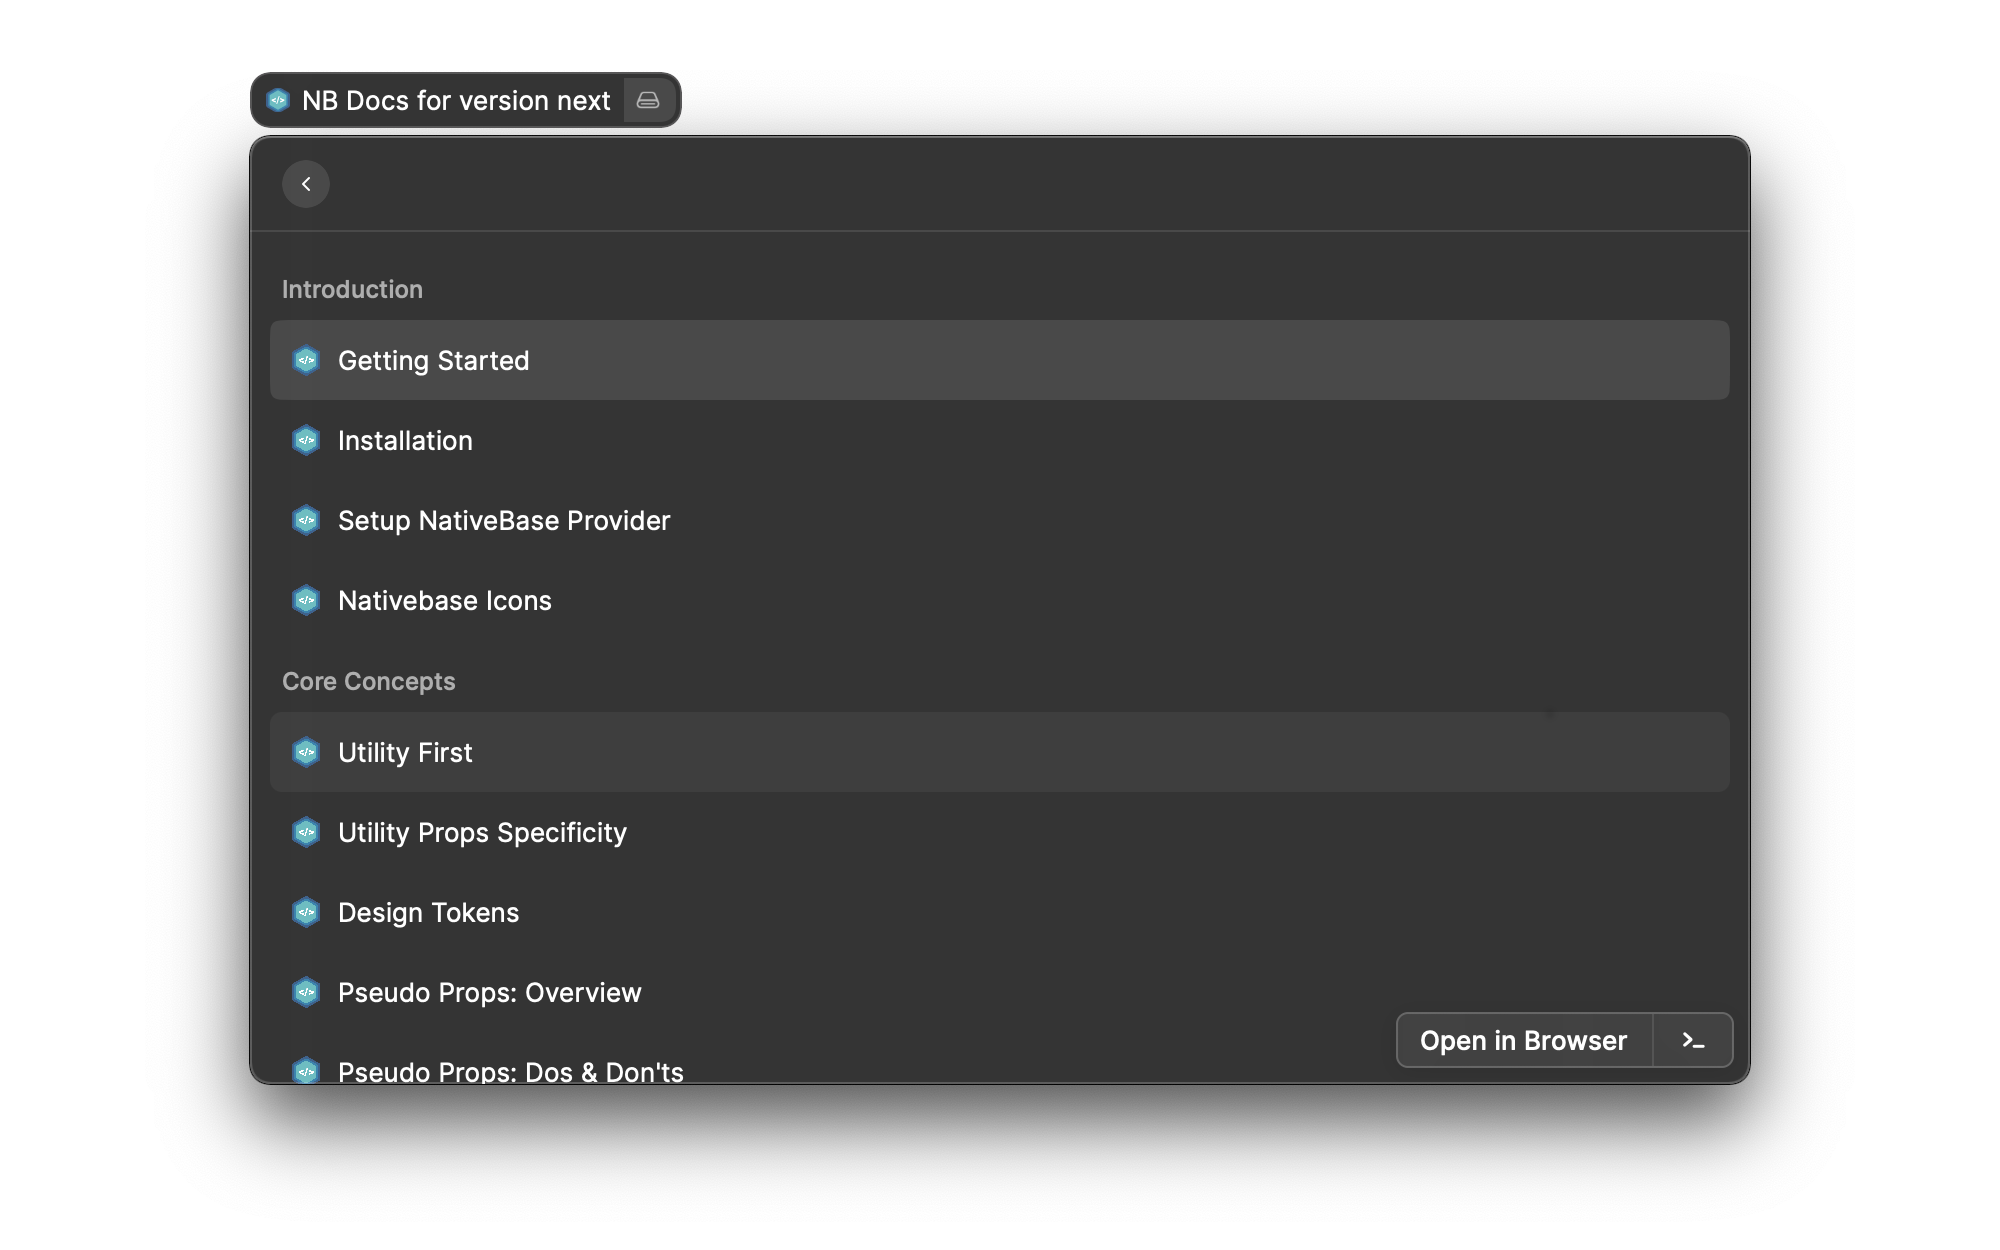 NB Docs for version next
Introduction
Getting Started
Installation
Setup NativeBase Provider
Nativebase Icons
Core Concepts
Utility First
Utility Props Specificity
Design Tokens
Pseudo Props: Overview
Open in Browser
Pseudo Props: Dos & Don'ts